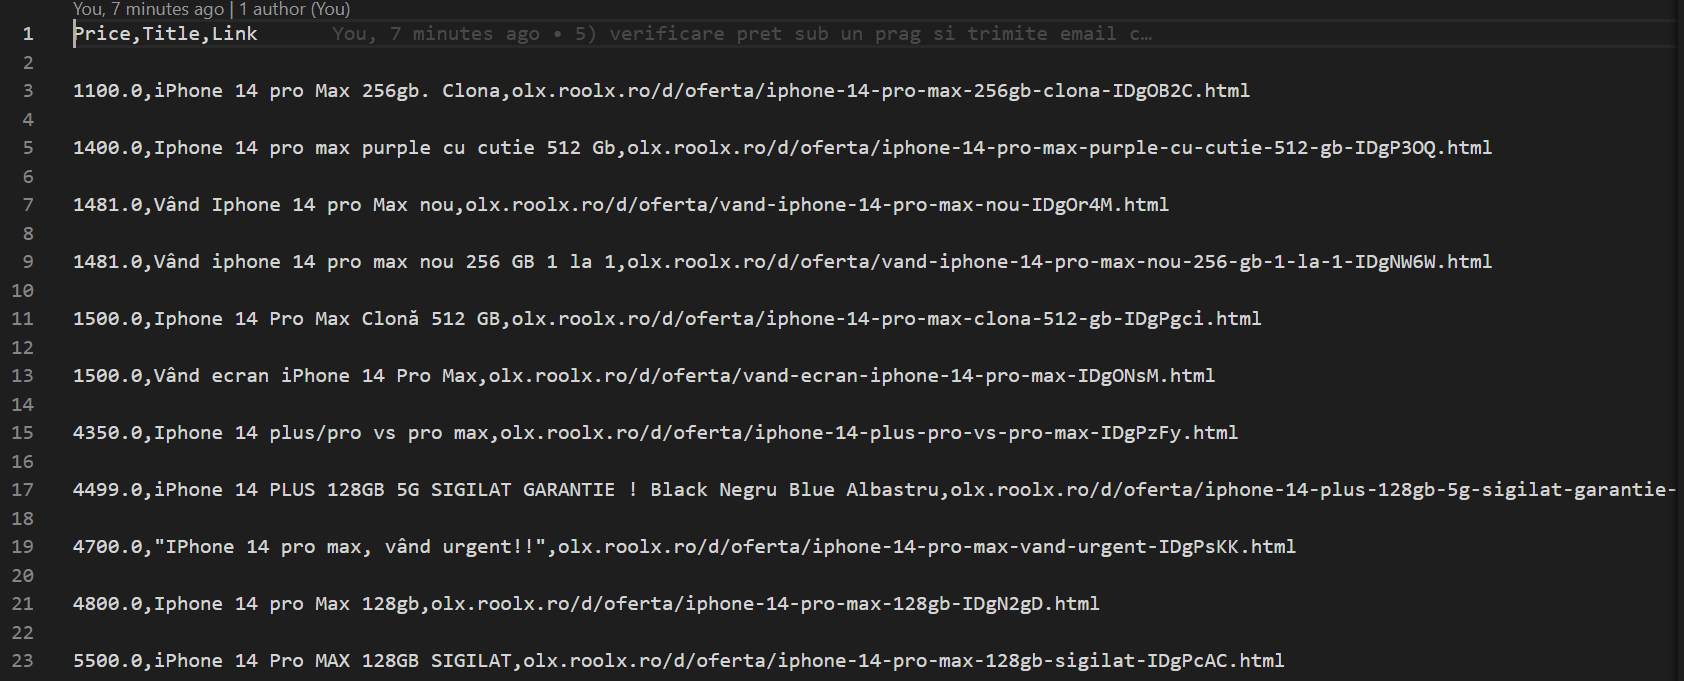 You, 7 minutes ago | 1 author (You)
1 Price,Title,Link You, 7 minutes ago • 5) verificare pret sub un prag si trimite email c…
2
3 1100.0,iPhone 14 pro Max 256gb. Clona,olx.roolx.ro/d/oferta/iphone-14-pro-max-256gb-clona-IDgOB2C.html
4
5 1400.0,Iphone 14 pro max purple cu cutie 512 Gb,olx.roolx.ro/d/oferta/iphone-14-pro-max-purple-cu-cutie-512-gb-IDgP3OQ.html
6
7 1481.0,Vând Iphone 14 pro Max nou,olx.roolx.ro/d/oferta/vand-iphone-14-pro-max-nou-IDgOr4M.html
8
9 1481.0,Vând iphone 14 pro max nou 256 GB 1 la 1,olx.roolx.ro/d/oferta/vand-iphone-14-pro-max-nou-256-gb-1-la-1-IDgNW6W.html
10
11 1500.0,Iphone 14 Pro Max Clonă 512 GB,olx.roolx.ro/d/oferta/iphone-14-pro-max-clona-512-gb-IDgPgci.html
12
13 1500.0,Vând ecran iPhone 14 Pro Max,olx.roolx.ro/d/oferta/vand-ecran-iphone-14-pro-max-IDgONsM.html
14
15 4350.0,Iphone 14 plus/pro vs pro max,olx.roolx.ro/d/oferta/iphone-14-plus-pro-vs-pro-max-IDgPzFy.html
16
17 4499.0,iPhone 14 PLUS 128GB 5G SIGILAT GARANTIE ! Black Negru Blue Albastru,olx.roolx.ro/d/oferta/iphone-14-plus-128gb-5g-sigilat-garantie-
18
19 4700.0,"IPhone 14 pro max, vând urgent!!",olx.roolx.ro/d/oferta/iphone-14-pro-max-vand-urgent-IDgPsKK.html
20
21 4800.0,Iphone 14 pro Max 128gb,olx.roolx.ro/d/oferta/iphone-14-pro-max-128gb-IDgN2gD.html
22
23 5500.0,iPhone 14 Pro MAX 128GB SIGILAT,olx.roolx.ro/d/oferta/iphone-14-pro-max-128gb-sigilat-IDgPcAC.html